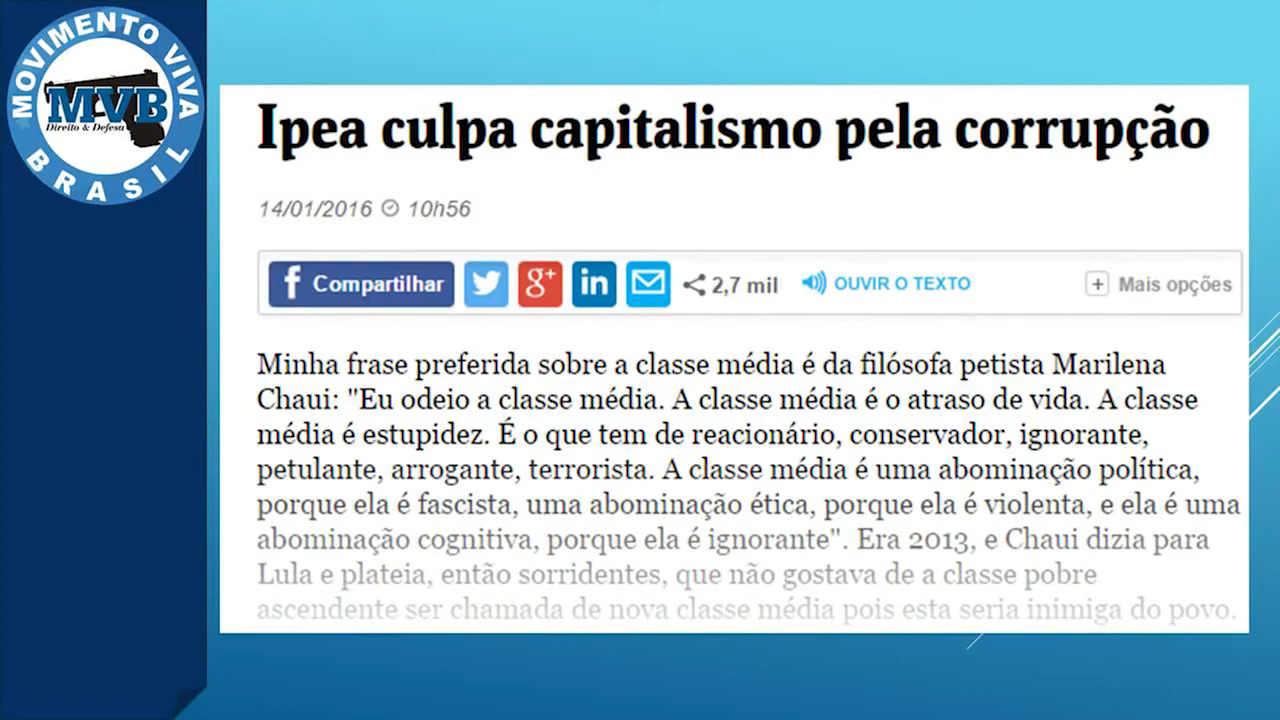 MOVIMENTO VIVA
MVB
Direito & Defesa
BRASIL
Ipea culpa capitalismo pela corrupção
14/01/2016 10h56
f Compartilhar g+ in 2,7 mil OUVIR O TEXTO + Mais opções
Minha frase preferida sobre a classe média é da filósofa petista Marilena
Chaui: "Eu odeio a classe média. A classe média é o atraso de vida. A classe
média é estupidez. É o que tem de reacionário, conservador, ignorante,
petulante, arrogante, terrorista. A classe média é uma abominação política,
porque ela é fascista, uma abominação ética, porque ela é violenta, e ela é uma
abominação cognitiva, porque ela é ignorante". Era 2013, e Chaui dizia para
Lula e plateia, então sorridentes, que não gostava de a classe pobre
ascendente ser chamada de nova classe média pois esta seria inimiga do povo.